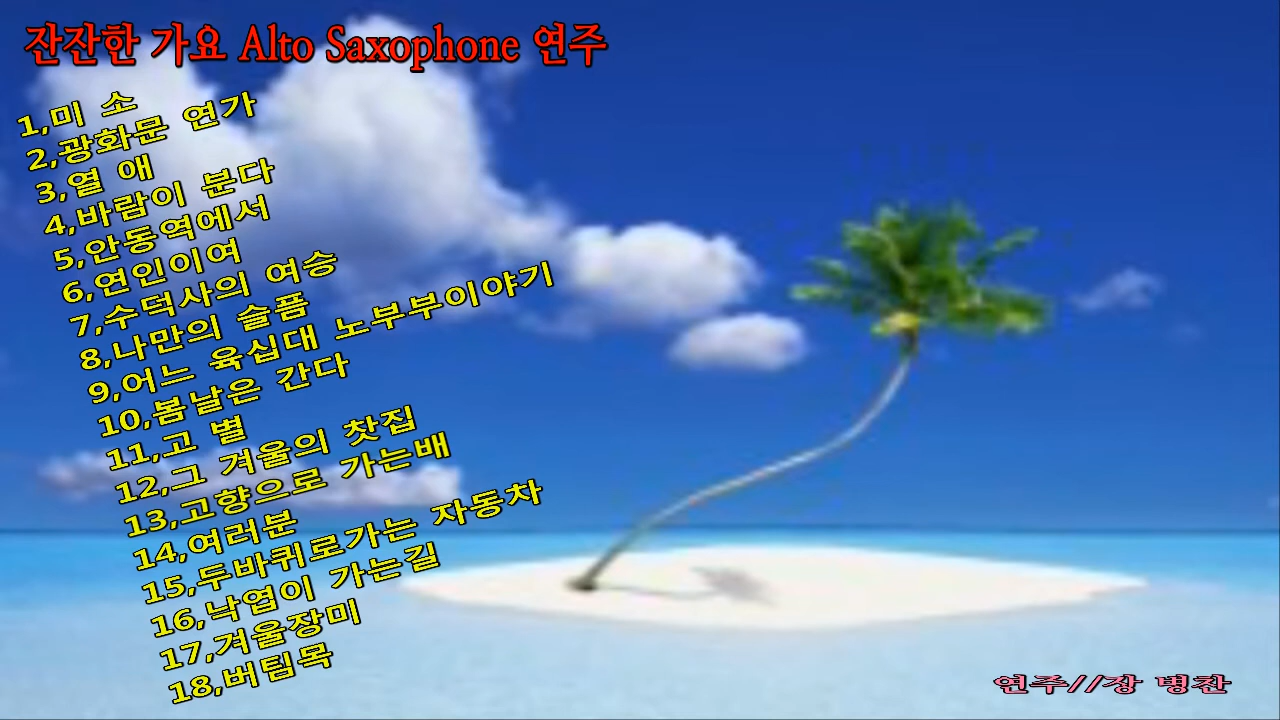 잔잔한 가요 Alto Saxophone 연주
1,미 소
2,광화문 연가
3,열 애
4,바람이 분다
5,안동역에서
6,연인이여
7,수덕사의 여승
8,나만의 슬픔
9,어느 육십대 노부부이야기
10,봄날은 간다
11,고 별
12,그 겨울의 찻집
13,고향으로 가는배
14,여러분
15,두바퀴로가는 자동차
16,낙엽이 가는길
17,겨울장미
18,버팀목
연주//장 병찬